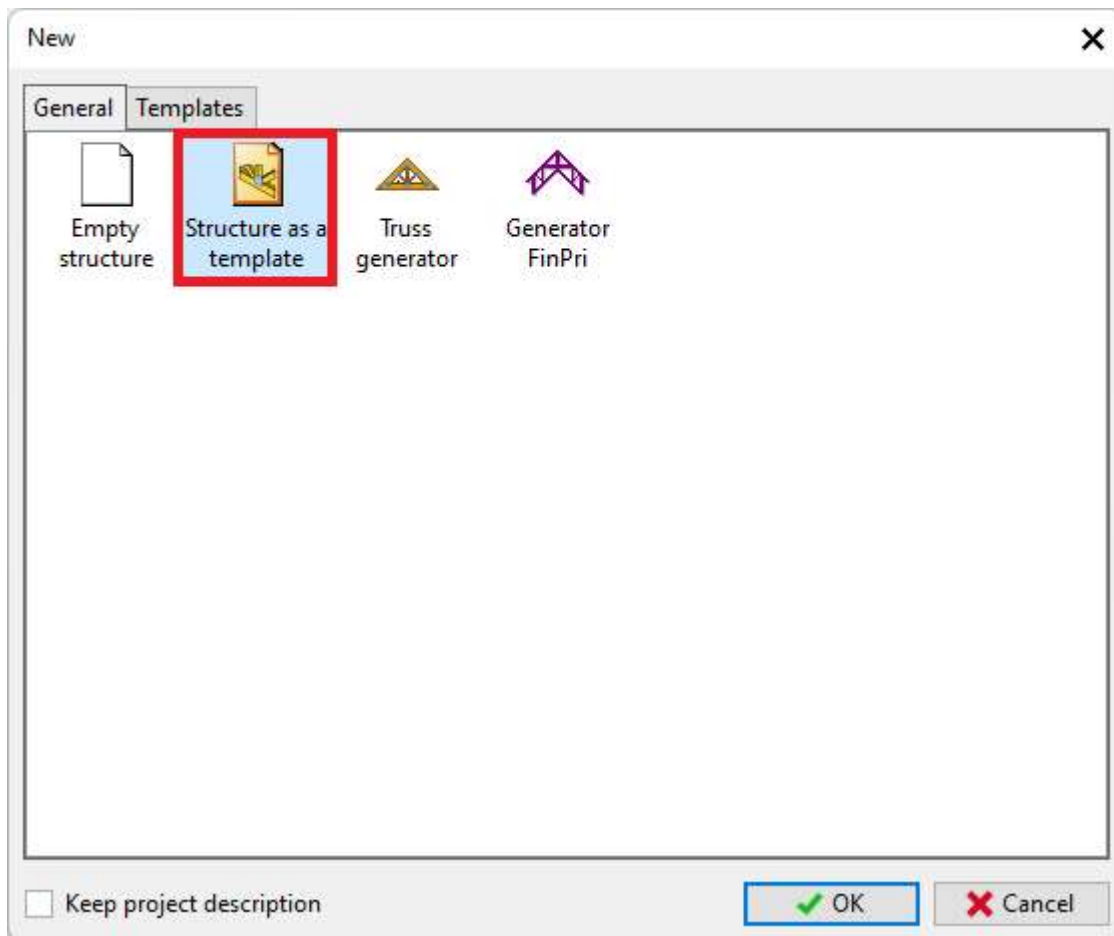 New
General
Templates
Empty
structure
Structure as a
template
Truss
generator
Generator
FinPri
Keep project description
OK
Cancel